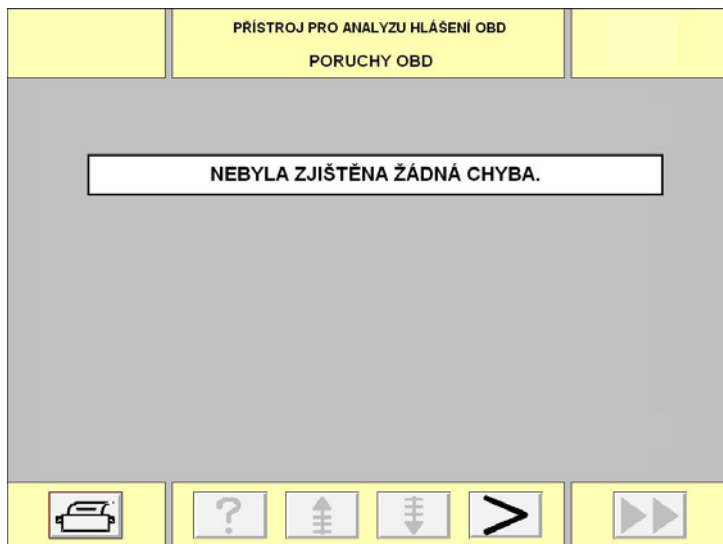 PŘÍSTROJ PRO ANALYZU HLÁŠENÍ OBD
PORUCHY OBD
NEBYLA ZJIŠTĚNA ŽÁDNÁ CHYBA.
?
>